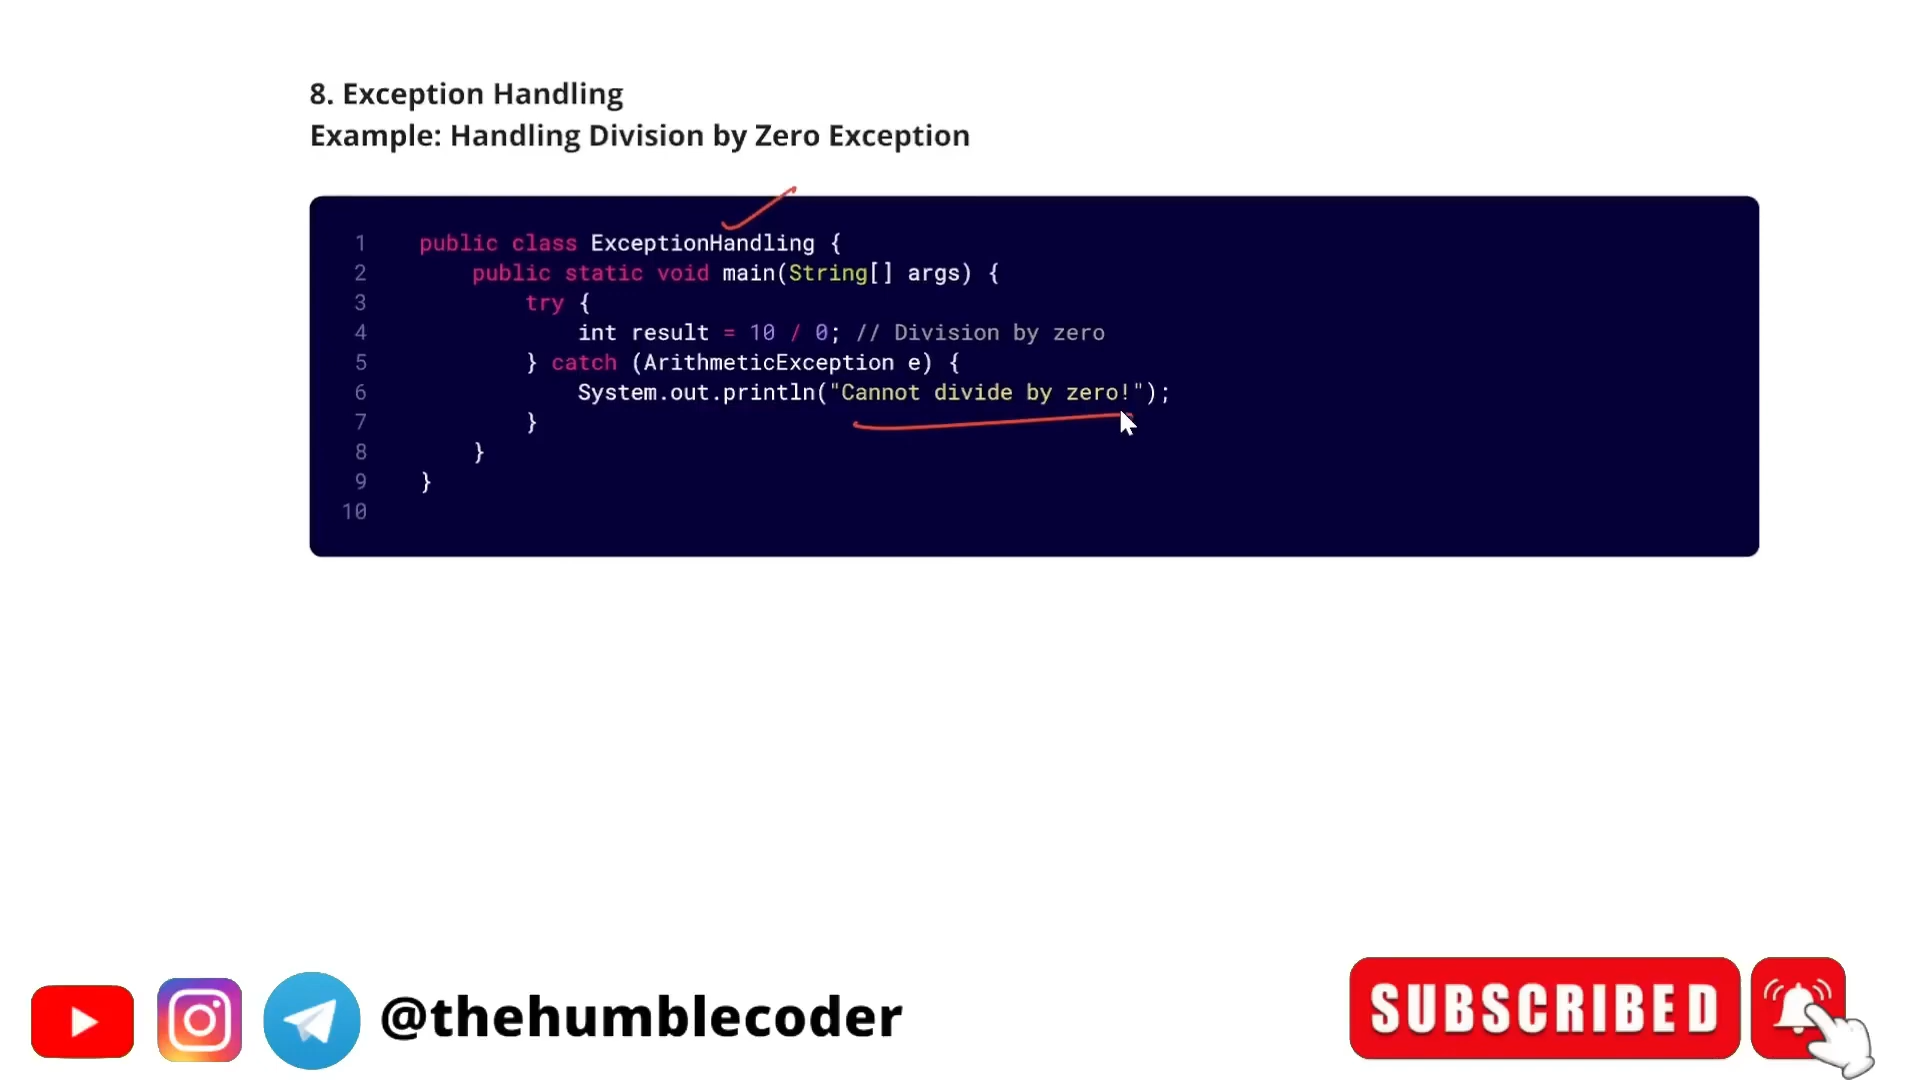 8. Exception Handling
Example: Handling Division by Zero Exception
1 public class ExceptionHandling {
2 public static void main(String[] args) {
3 try {
4 int result = 10 / 0; // Division by zero
5 } catch (ArithmeticException e) {
6 System.out.println("Cannot divide by zero!");
7 }
8 }
9 }
10
@thehumblecoder
SUBSCRIBED